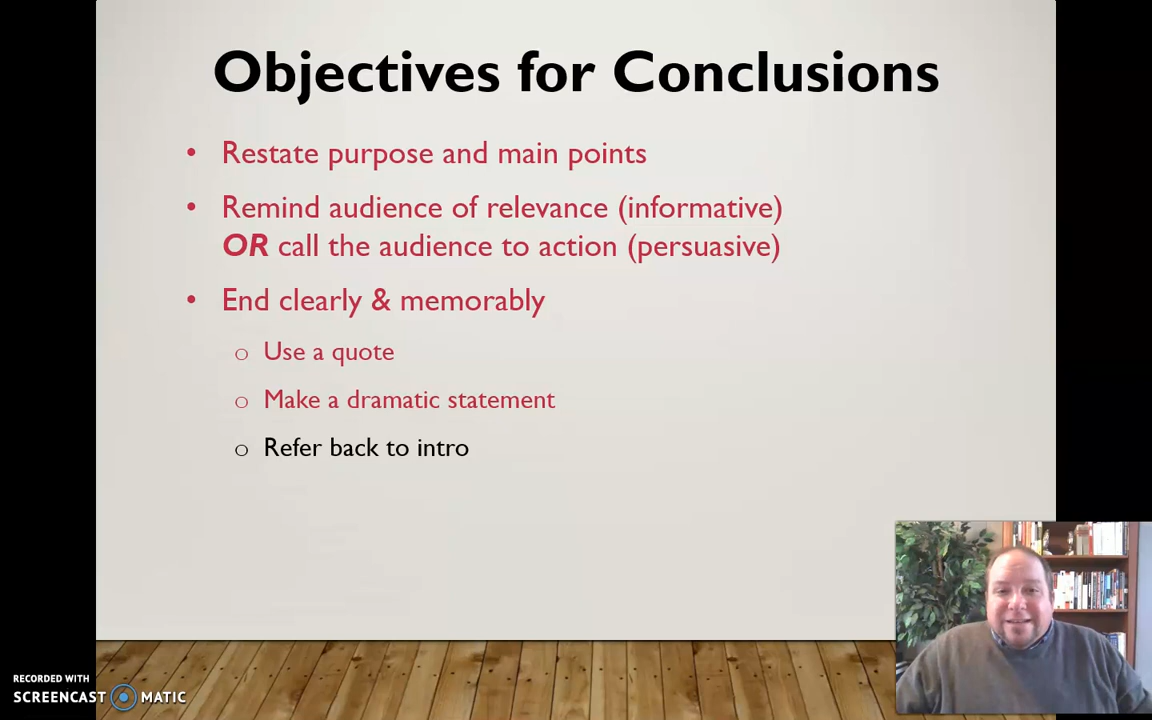 Objectives for Conclusions
• Restate purpose and main points
• Remind audience of relevance (informative)
OR call the audience to action (persuasive)
• End clearly & memorably
o Use a quote
o Make a dramatic statement
o Refer back to intro
RECORDED WITH
SCREENCAST MATIC